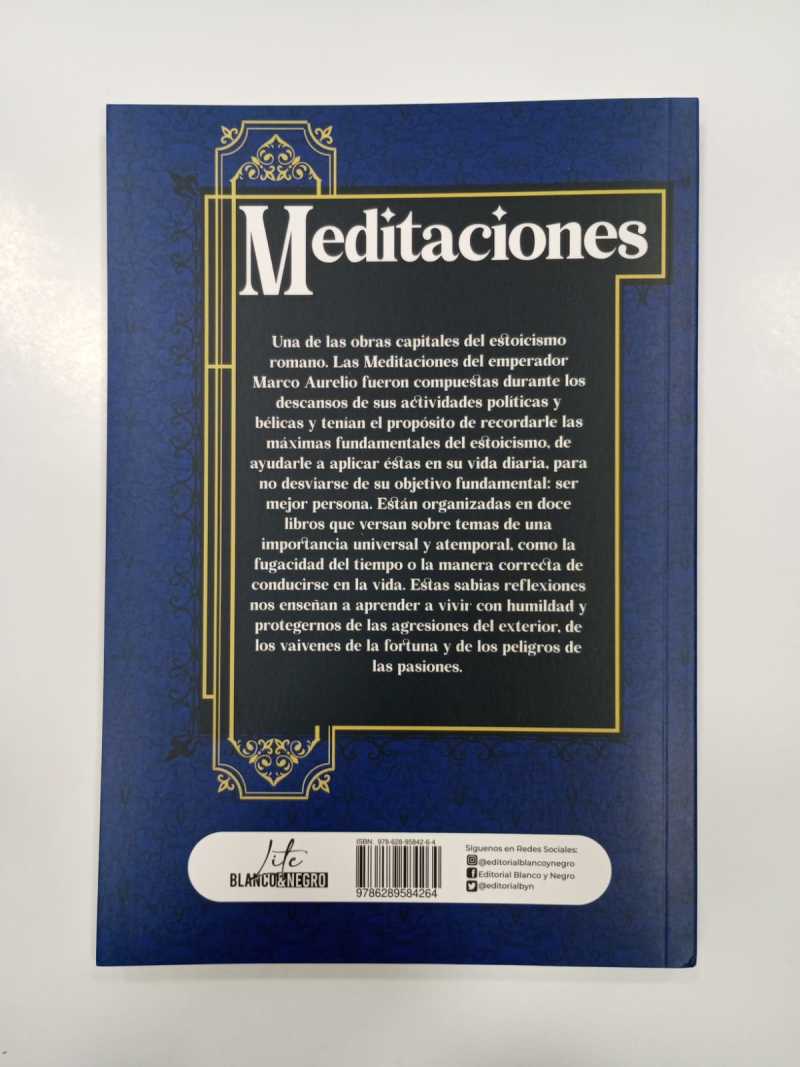 Meditaciones
Una de las obras capitales del estoicismo
romano. Las Meditaciones del emperador
Marco Aurelio fueron compuestas durante los
descansos de sus actividades políticas y
bélicas y tenían el propósito de recordarle las
máximas fundamentales del estoicismo, de
ayudarle a aplicar éstas en su vida diaria, para
no desviarse de su objetivo fundamental: ser
mejor persona. Están organizadas en doce
libros que versan sobre temas de una
importancia universal y atemporal, como la
fugacidad del tiempo o la manera correcta de
conducirse en la vida. Estas sabias reflexiones
nos enseñan a aprender a vivir con humildad y
protegernos de las agresiones del exterior, de
los vaivenes de la fortuna y de los peligros de
las pasiones.
Lite
BLANCO&NEGRO
ISBN: 978-628-95842-6-4
9786289584264
Síguenos en Redes Sociales:
@editorialblancoynegro
Editorial Blanco y Negro
@editorialbyn